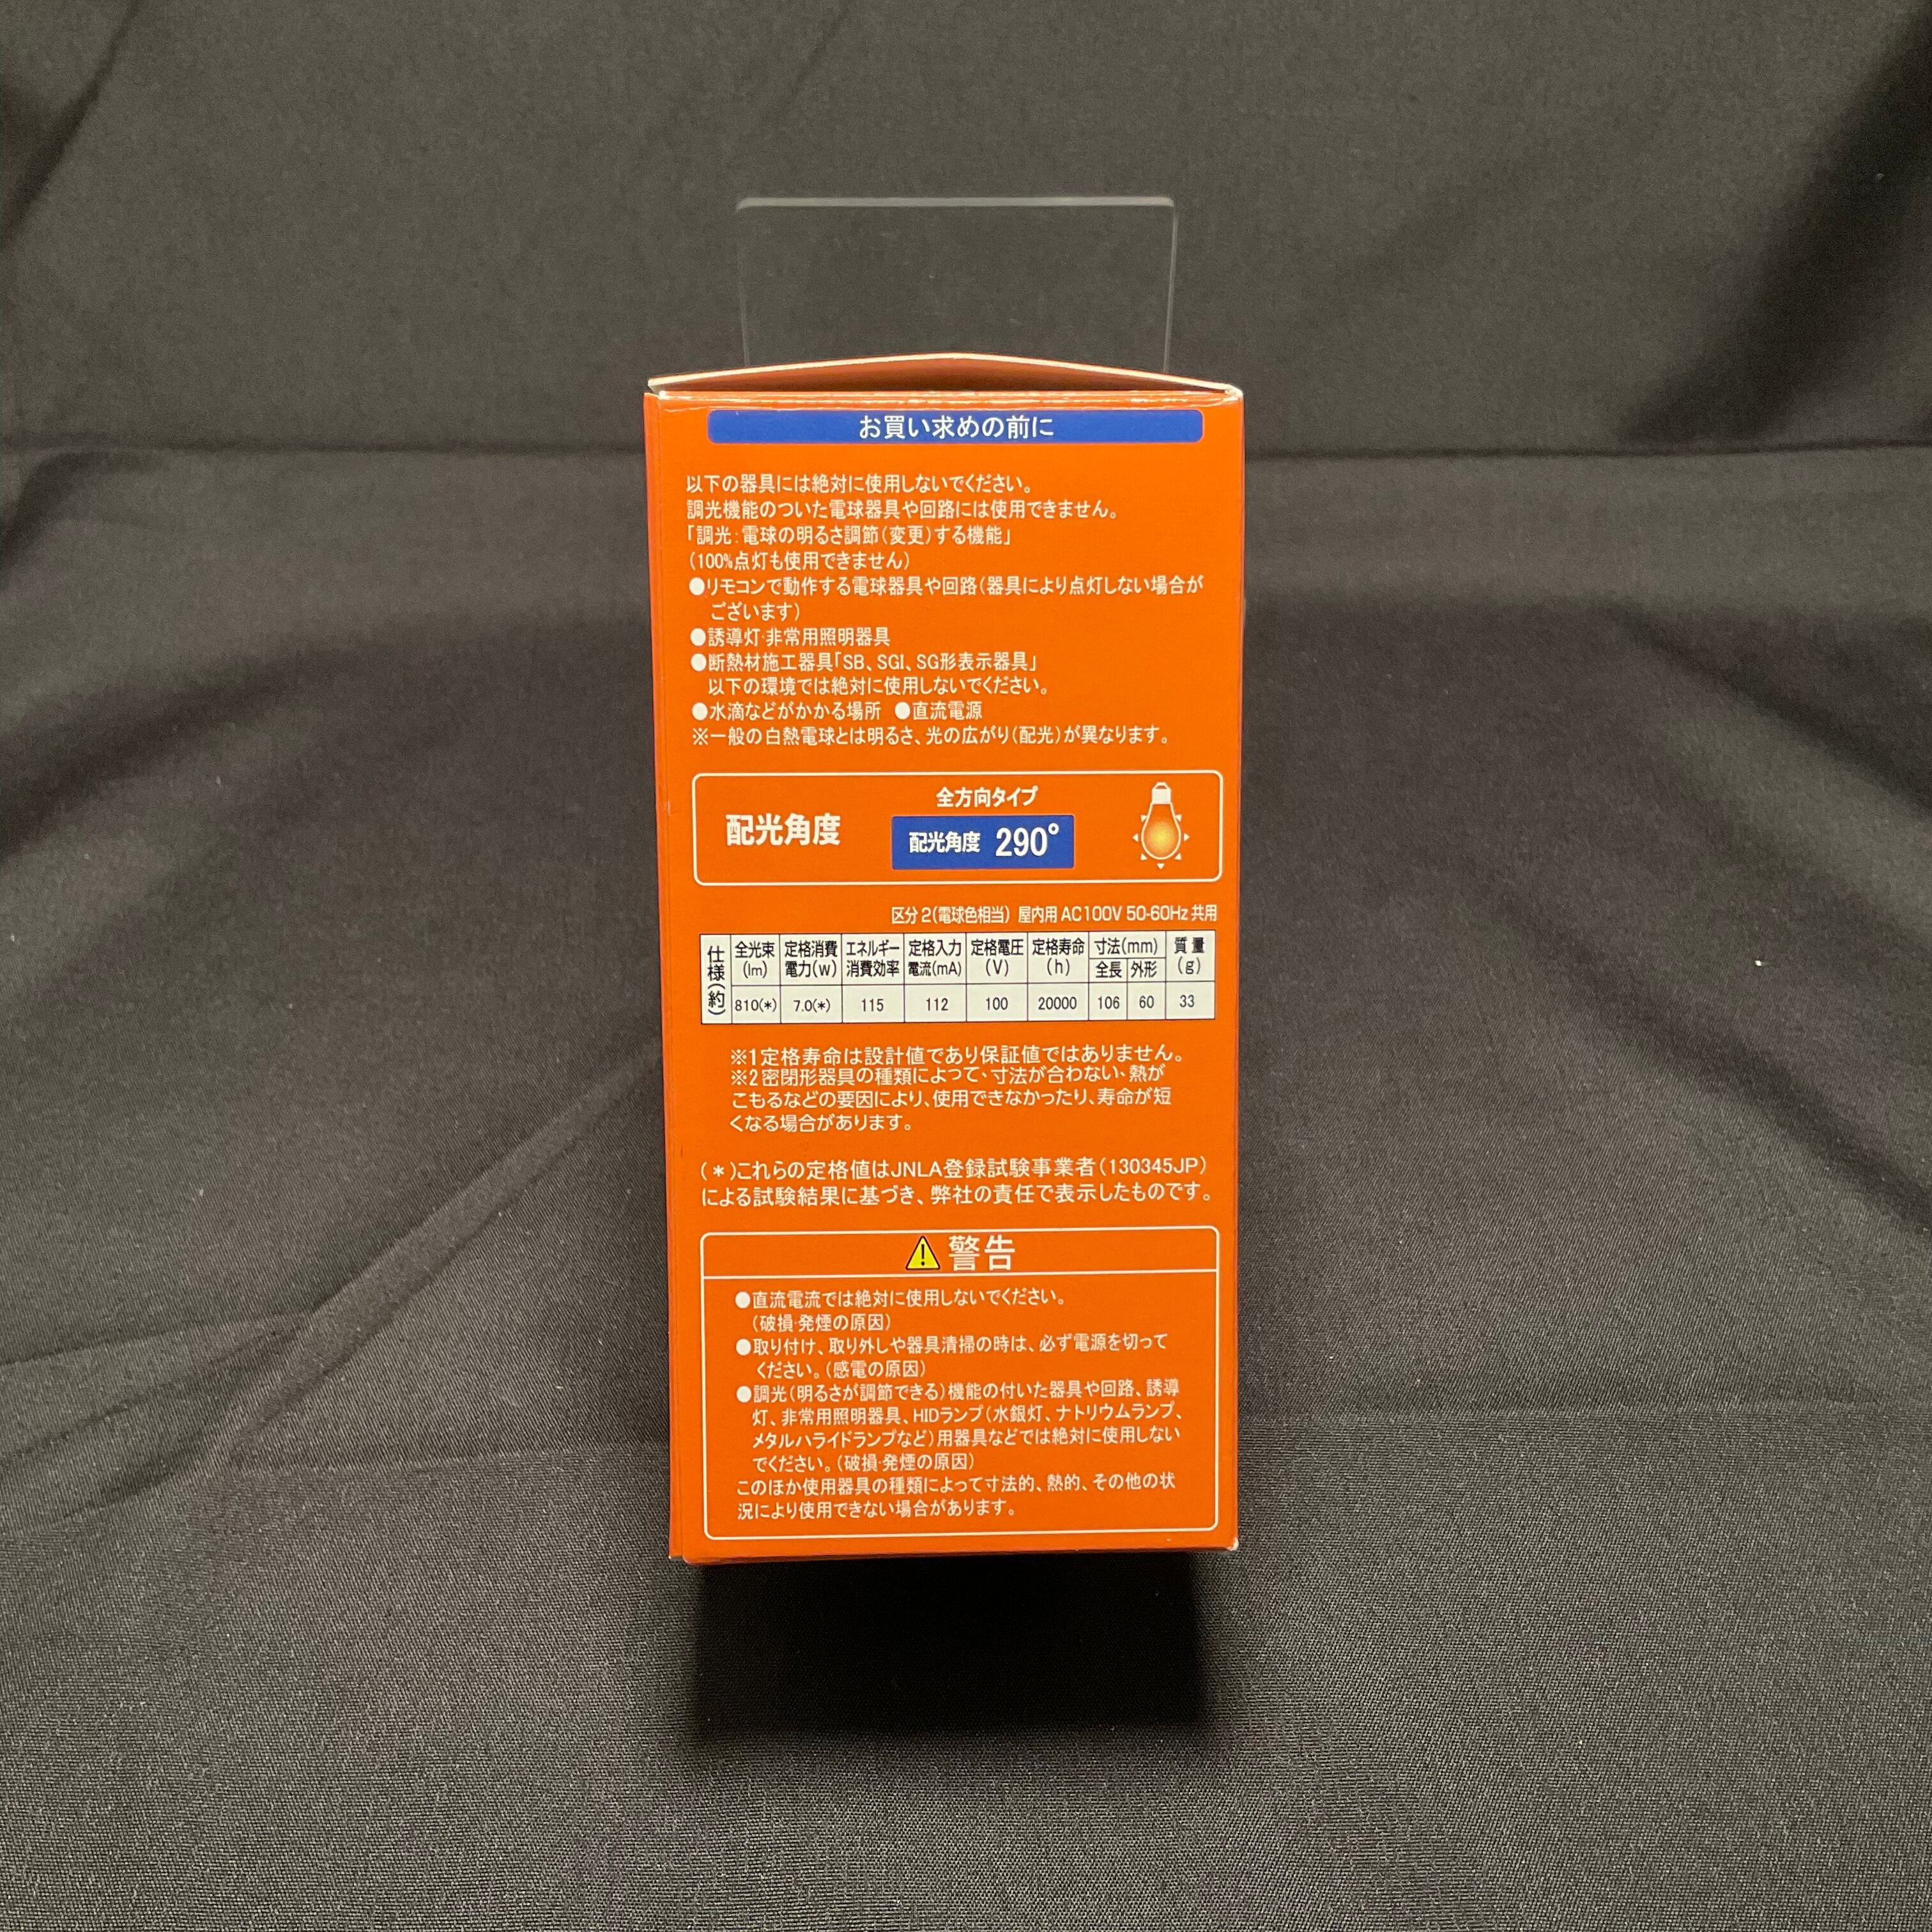 お買い求めの前に
以下の器具には絶対に使用しないでください。
調光機能のついた電球器具や回路には使用できません。
「調光:電球の明るさ調節(変更)する機能」
(100%点灯も使用できません)
●リモコンで動作する電球器具や回路(器具により点灯しない場合が
ございます)
●誘導灯·非常用照明器具
●断熱材施工器具「SB、SGI、SG形表示器具」
以下の環境では絶対に使用しないでください。
●水滴などがかかる場所 ●直流電源
※一般の白熱電球とは明るさ、光の広がり(配光)が異なります。
配光角度
全方向タイプ
配光角度 290°
区分2(電球色相当) 屋内用 AC100V 50-60Hz 共用
仕様(約)
全光束 定格消費 エネルギー 定格入力 定格電圧 定格寿命 寸法(mm) 質量
(lm) 電力(w) 消費効率 電流(mA) (V) (h) 全長 外形 (g)
810(*) 7.0(*) 115 112 100 20000 106 60 33
※1定格寿命は設計値であり保証値ではありません。
※2密閉形器具の種類によって、寸法が合わない、熱が
こもるなどの要因により、使用できなかったり、寿命が短
くなる場合があります。
(*)これらの定格値はJNLA登録試験事業者(130345JP)
による試験結果に基づき、弊社の責任で表示したものです。
警告
●直流電流では絶対に使用しないでください。
(破損·発煙の原因)
●取り付け、取り外しや器具清掃の時は、必ず電源を切って
ください。(感電の原因)
●調光(明るさが調節できる)機能の付いた器具や回路、誘導
灯、非常用照明器具、HIDランプ(水銀灯、ナトリウムランプ、
メタルハライドランプなど)用器具などでは絶対に使用しない
でください。(破損·発煙の原因)
このほか使用器具の種類によって寸法的、熱的、その他の状
況により使用できない場合があります。